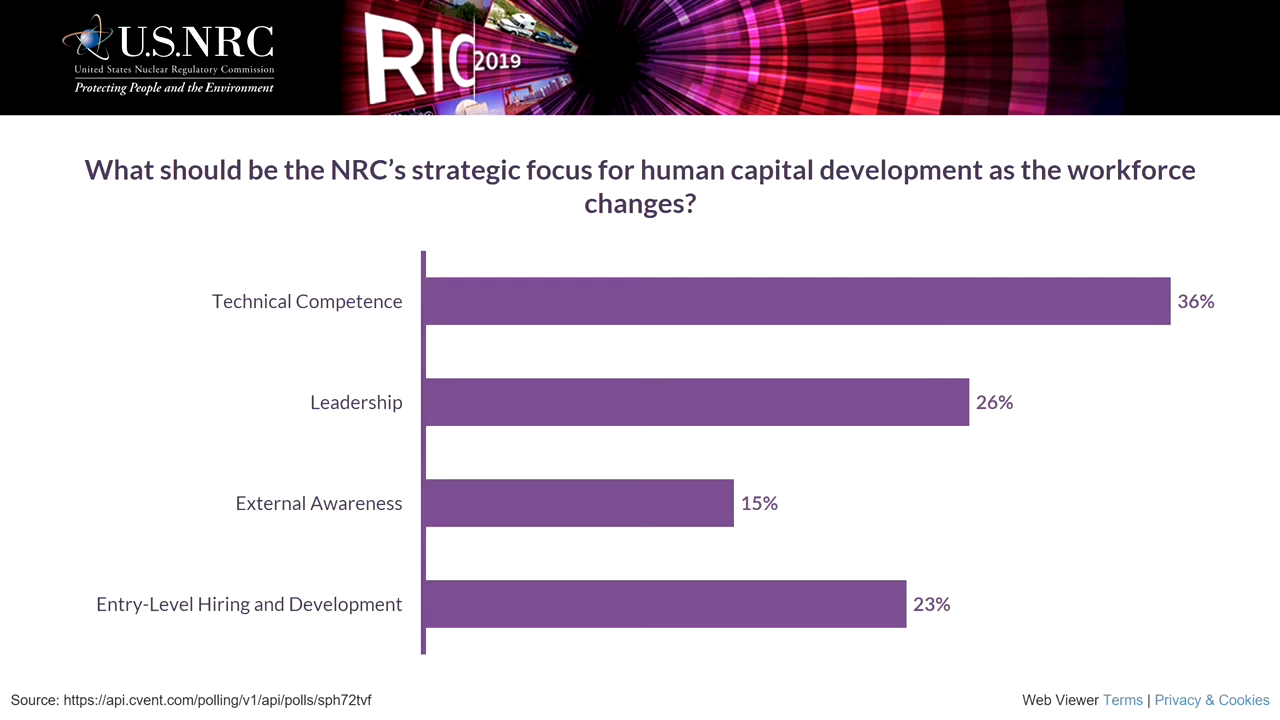 U.S.NRC
United States Nuclear Regulatory Commission
Protecting People and the Environment
RIC
2019
What should be the NRC’s strategic focus for human capital development as the workforce
changes?
Technical Competence
36%
Leadership
26%
External Awareness
15%
Entry-Level Hiring and Development
23%
Source: https://api.cvent.com/polling/v1/api/polls/sph72tvf
Web Viewer Terms | Privacy & Cookies